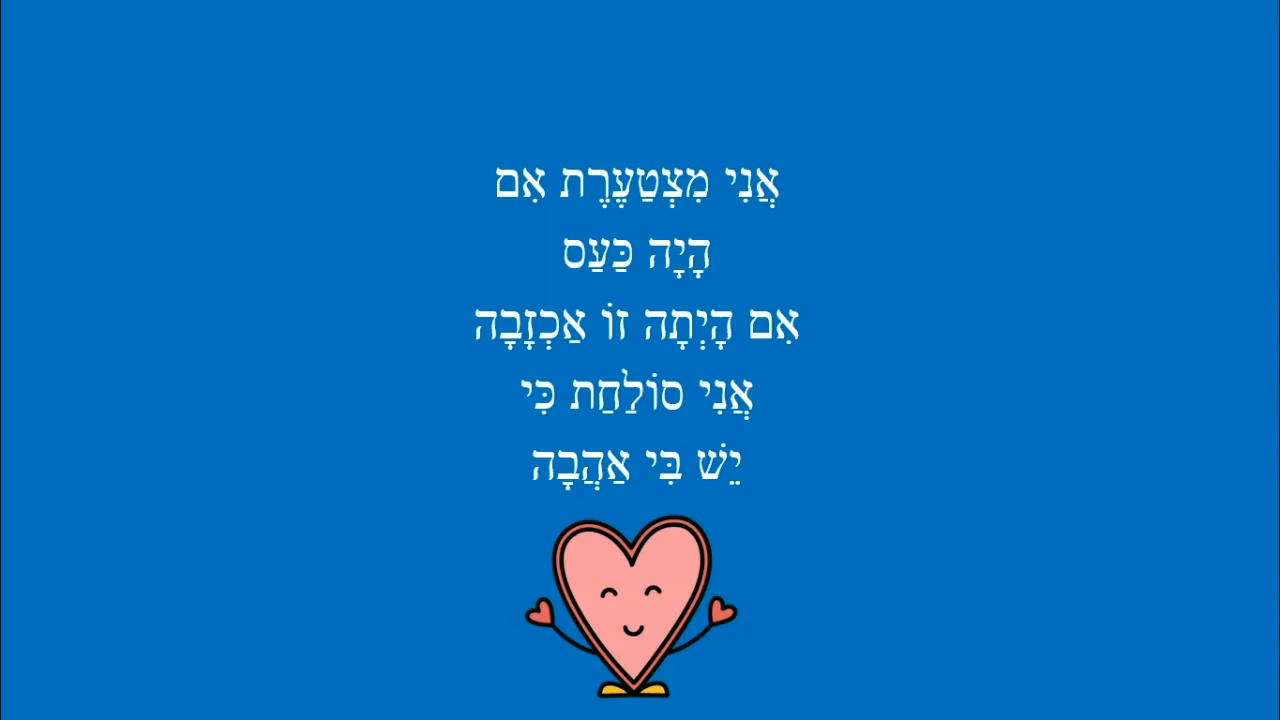 אֲנִי מִצְטַעֶרֶת אִם
הָיָה כַּעַס
אִם הָיְתָה זוֹ אַכְזָבָה
אֲנִי סוֹלַחַת כִּי
יֵשׁ בִּי אַהֲבָה